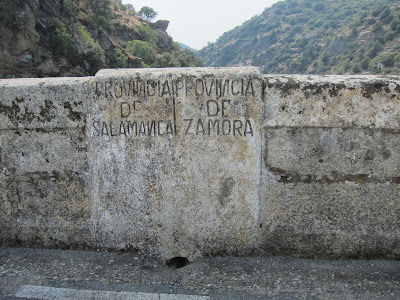 PROVINCIA PROVINCIA
DE DE
SALAMANCA ZAMORA